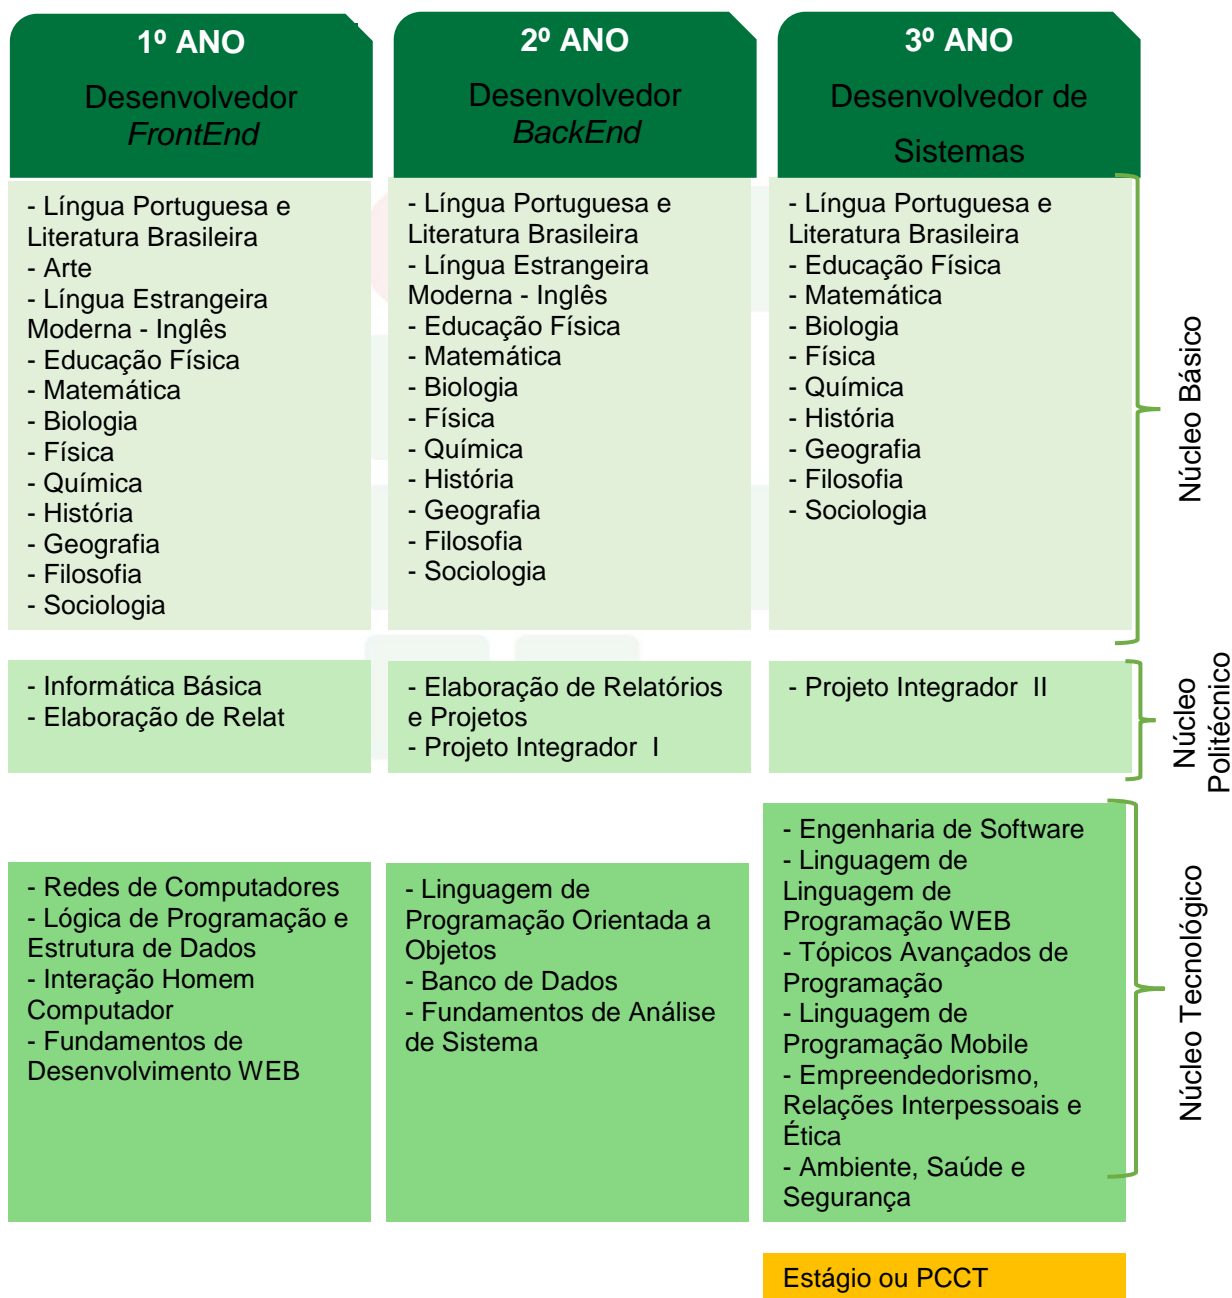 1º ANO
Desenvolvedor
FrontEnd
- Língua Portuguesa e
Literatura Brasileira
- Arte
- Língua Estrangeira
Moderna - Inglês
- Educação Física
- Matemática
- Biologia
- Física
- Química
- História
- Geografia
- Filosofia
- Sociologia
- Informática Básica
- Elaboração de Relat
- Redes de Computadores
- Lógica de Programação e
Estrutura de Dados
- Interação Homem
Computador
- Fundamentos de
Desenvolvimento WEB
2º ANO
Desenvolvedor
BackEnd
- Língua Portuguesa e
Literatura Brasileira
- Língua Estrangeira
Moderna - Inglês
- Educação Física
- Matemática
- Biologia
- Física
- Química
- História
- Geografia
- Filosofia
- Sociologia
- Elaboração de Relatórios
e Projetos
- Projeto Integrador I
- Linguagem de
Programação Orientada a
Objetos
- Banco de Dados
- Fundamentos de Análise
de Sistema
3º ANO
Desenvolvedor de
Sistemas
- Língua Portuguesa e
Literatura Brasileira
- Educação Física
- Matemática
- Biologia
- Física
- Química
- História
- Geografia
- Filosofia
- Sociologia
- Projeto Integrador II
- Engenharia de Software
- Linguagem de
Linguagem de
Programação WEB
- Tópicos Avançados de
Programação
- Linguagem de
Programação Mobile
- Empreendedorismo,
Relações Interpessoais e
Ética
- Ambiente, Saúde e
Segurança
Estágio ou PCCT
Núcleo Básico
Núcleo
Politécnico
Núcleo Tecnológico